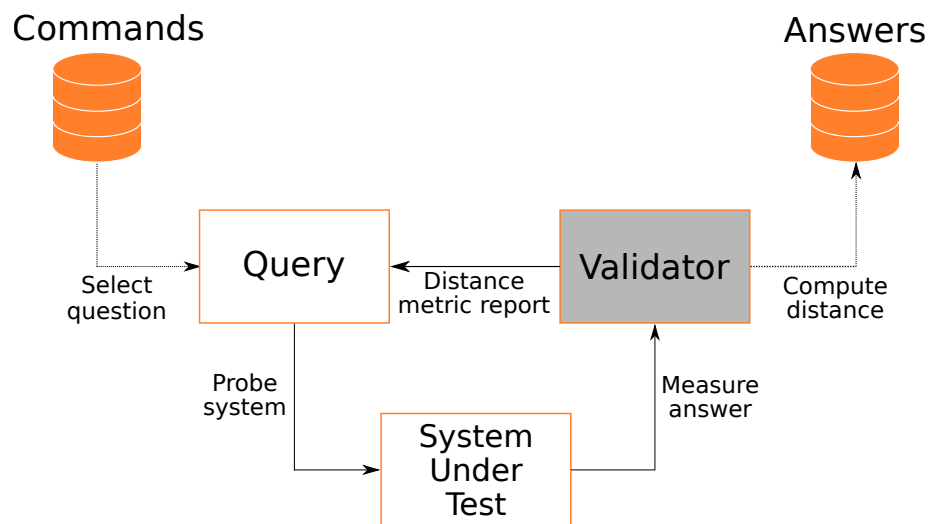 Commands
Answers
Query
Validator
Select
question
Distance
metric report
Compute
distance
Probe
system
Measure
answer
System
Under
Test